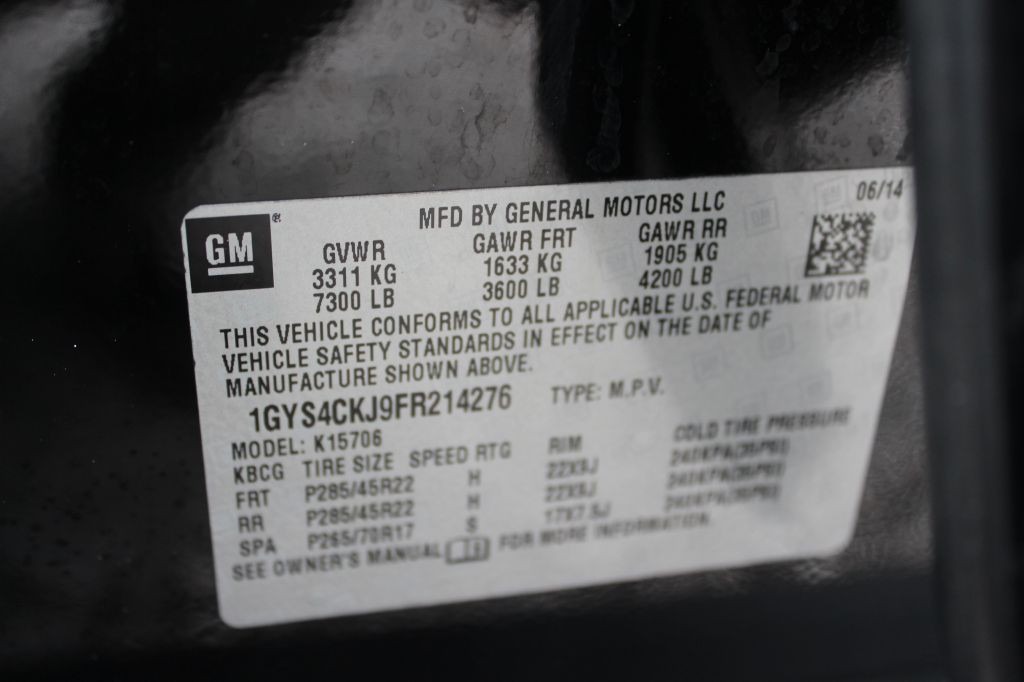 06/14
GM ®
MFD BY GENERAL MOTORS LLC
GVWR GAWR FRT GAWR RR
3311 KG 1633 KG 1905 KG
7300 LB 3600 LB 4200 LB
THIS VEHICLE CONFORMS TO ALL APPLICABLE U.S. FEDERAL MOTOR
VEHICLE SAFETY STANDARDS IN EFFECT ON THE DATE OF
MANUFACTURE SHOWN ABOVE.
1GYS4CKJ9FR214276 TYPE: M.P.V.
MODEL: K15706
KBCG TIRE SIZE SPEED RTG RIM COLD TIRE PRESSURE
FRT P285/45R22 H 22X9J
RR P285/45R22 H 22X9J
SPA P265/70R17 S 17X7.5J
SEE OWNER'S MANUAL FOR MORE INFORMATION.